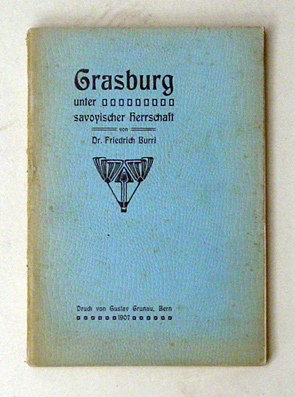 Grasburg
unter
savoyischer Herrschaft
von
Dr. Friedrich Burri
Druck von Gustav Grunau, Bern
1907